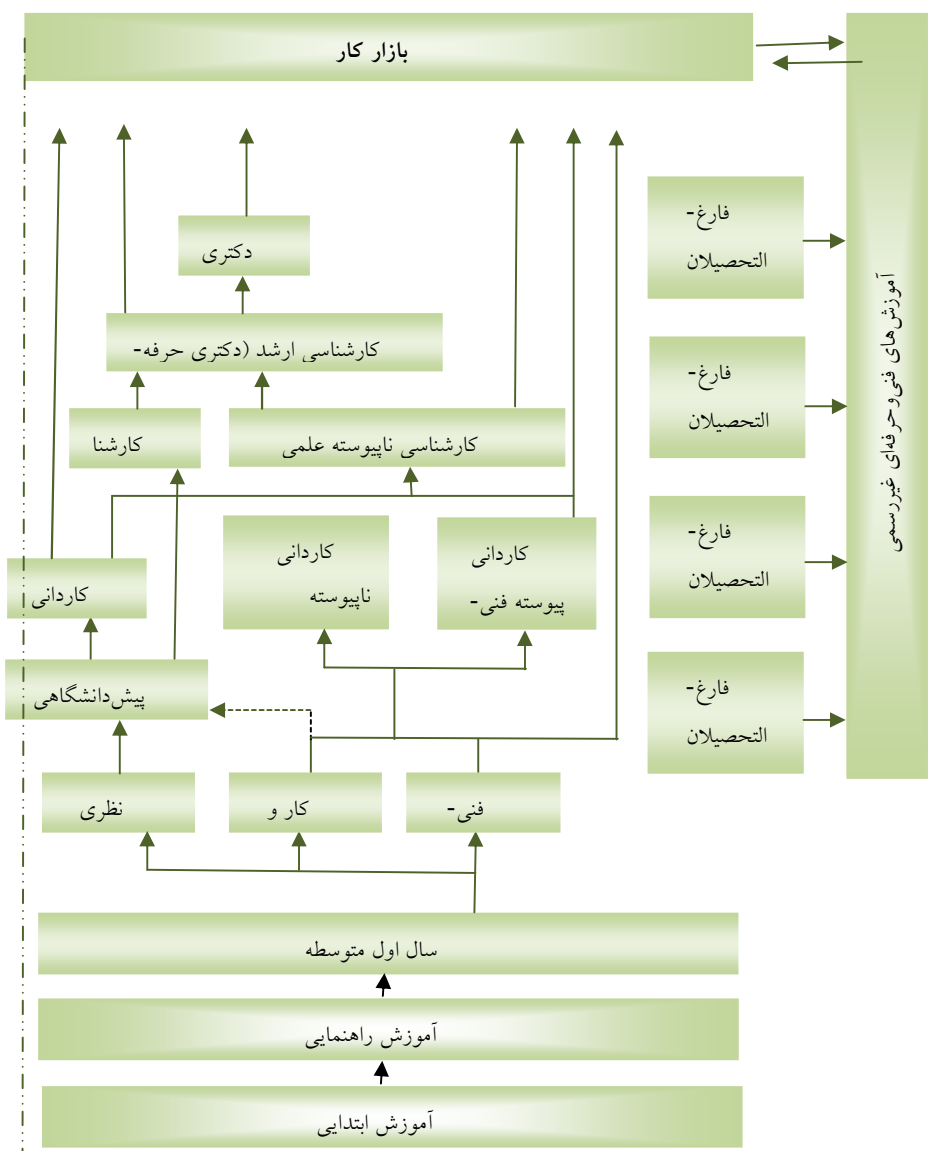 بازار کار
آموزش‌های فنی‌و‌حرفه‌ای غیررسمی
فارغ-
التحصیلان
دکتری
کارشناسی ارشد (دکتری حرفه-
فارغ-
التحصیلان
کارشنا
کارشناسی ناپیوسته علمی
فارغ-
التحصیلان
کاردانی
کاردانی
ناپیوسته
کاردانی
پیوسته فنی-
پیش‌دانشگاهی
فارغ-
التحصیلان
نظری
کار و
فنی-
سال اول متوسطه
آموزش راهنمایی
آموزش ابتدایی